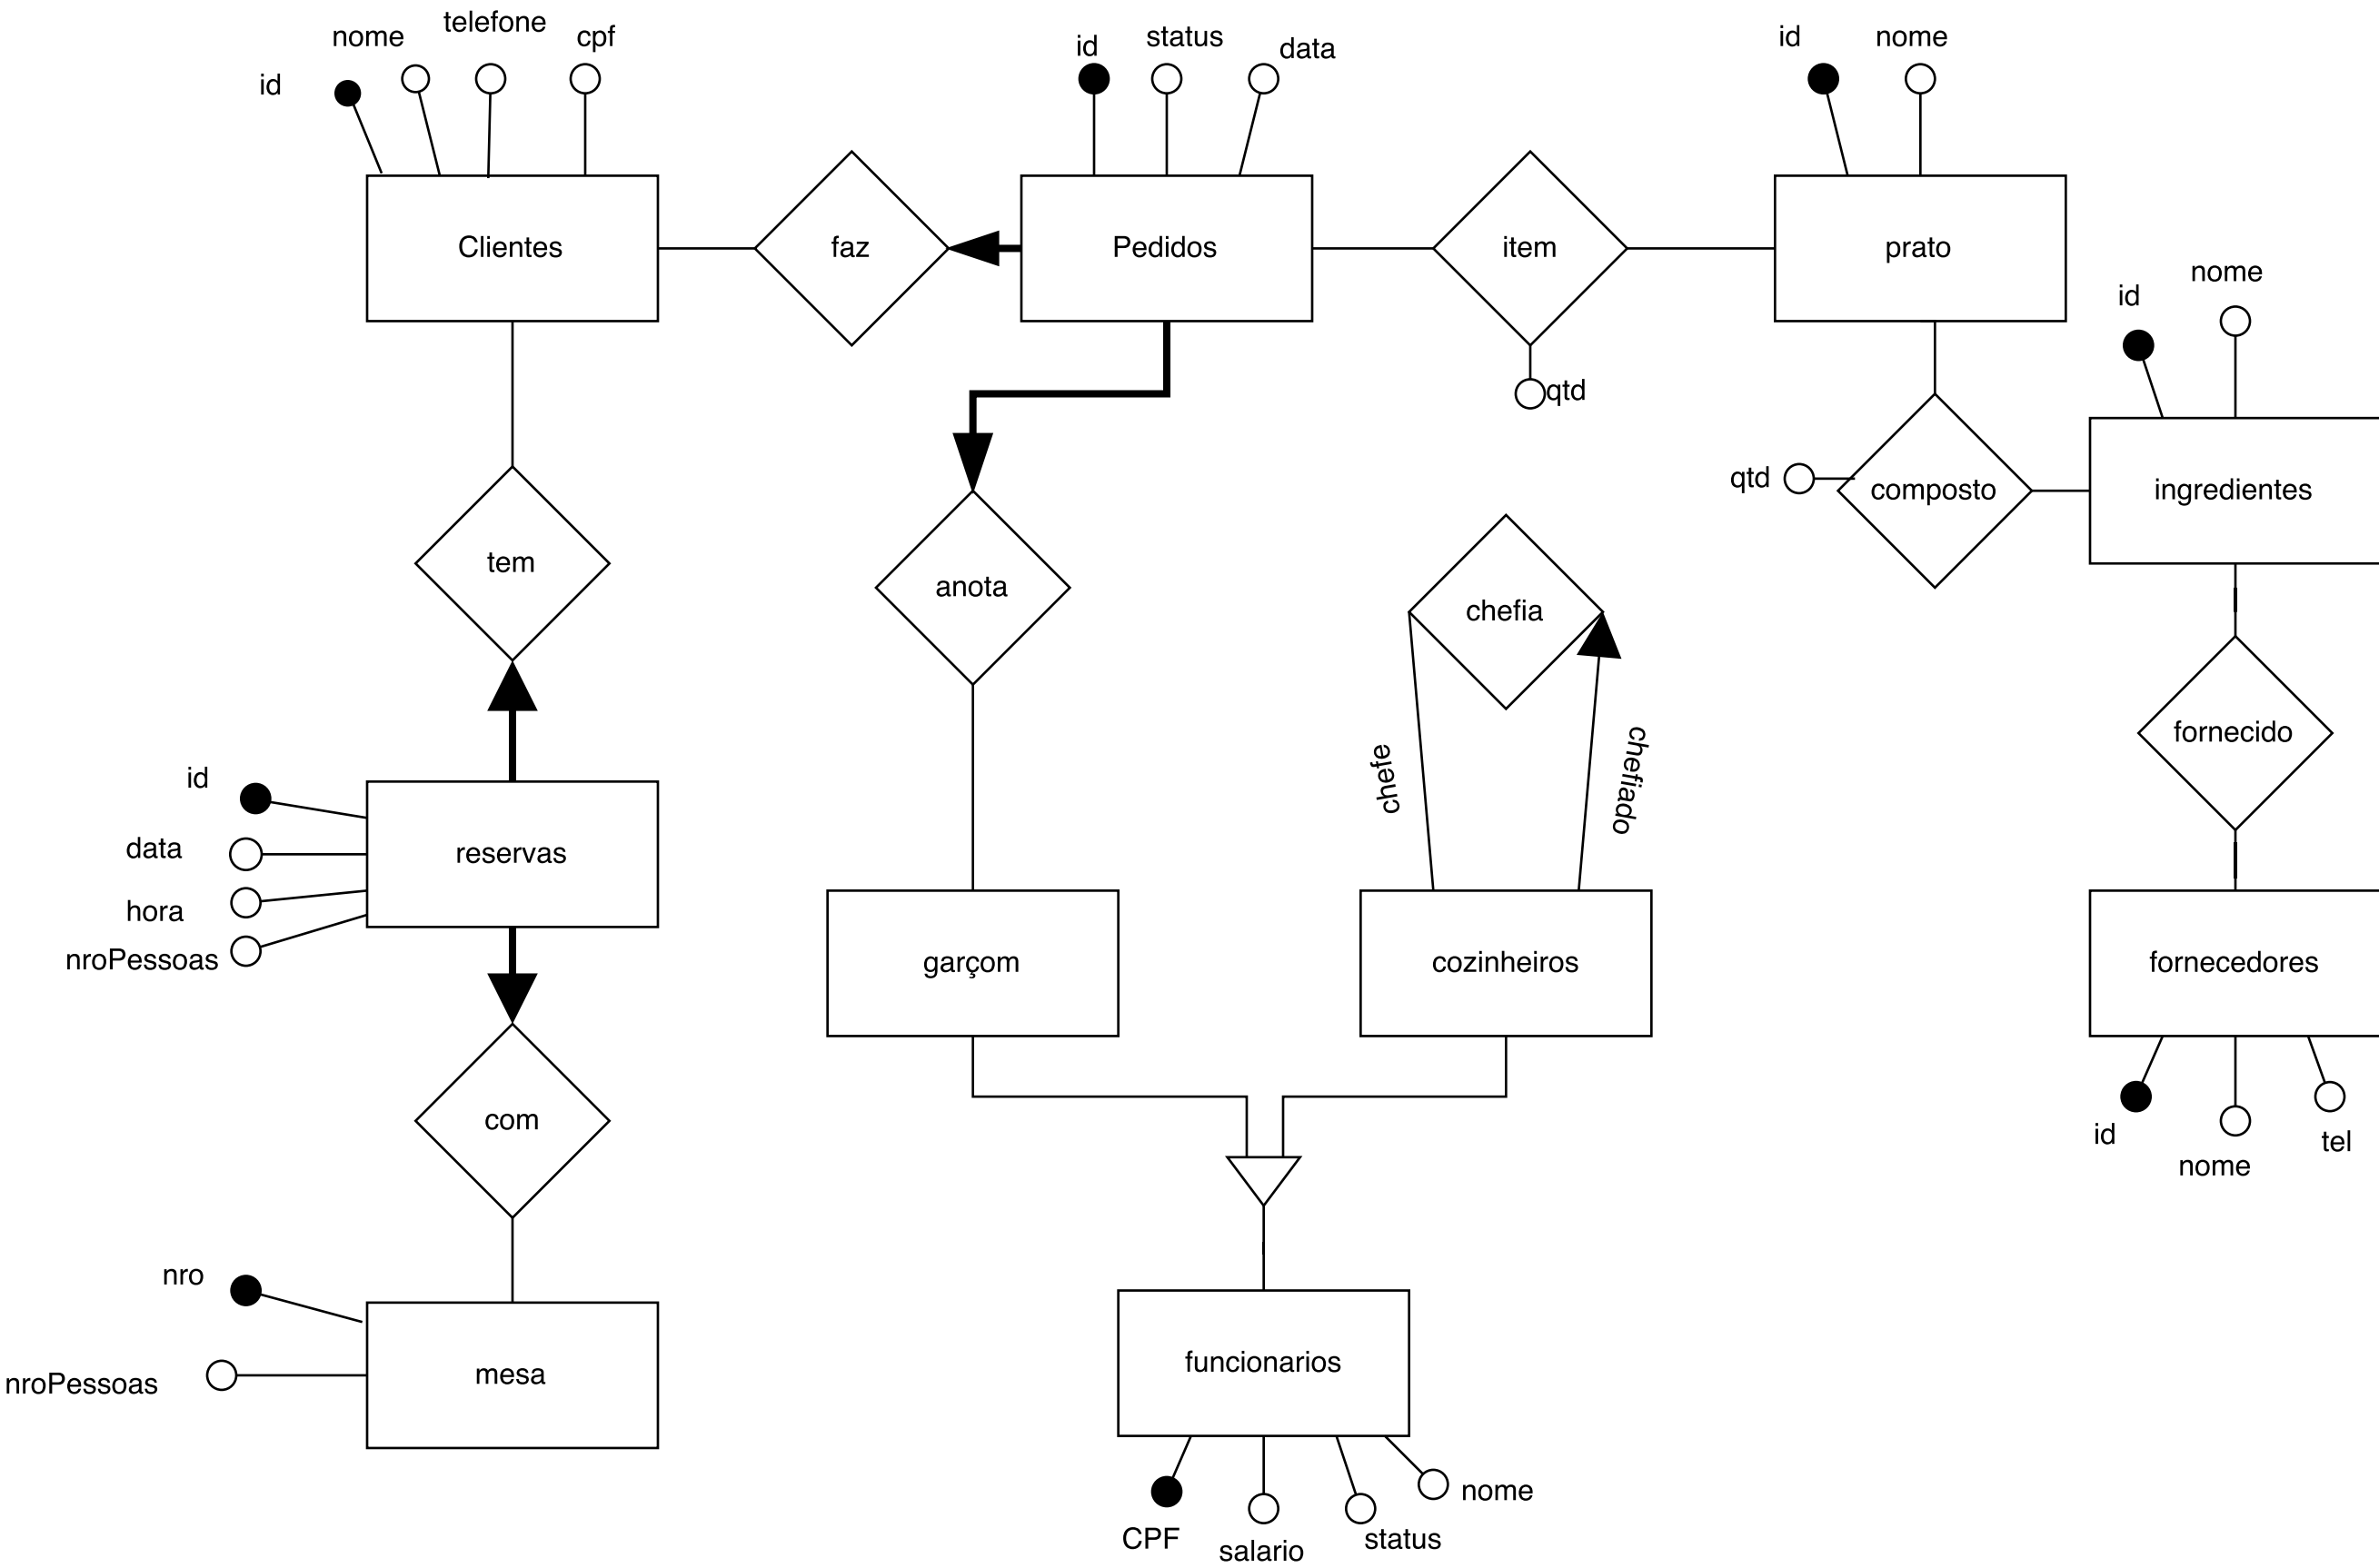 telefone
nome
cpf
id
id
status
data
id
nome
Clientes
faz
Pedidos
item
prato
nome
id
qtd
qtd
composto
ingredientes
tem
anota
chefia
fornecido
chefe
chefiado
id
data
hora
nroPessoas
reservas
garçom
cozinheiros
fornecedores
com
id
nome
tel
nro
nroPessoas
mesa
funcionarios
CPF
salario
status
nome